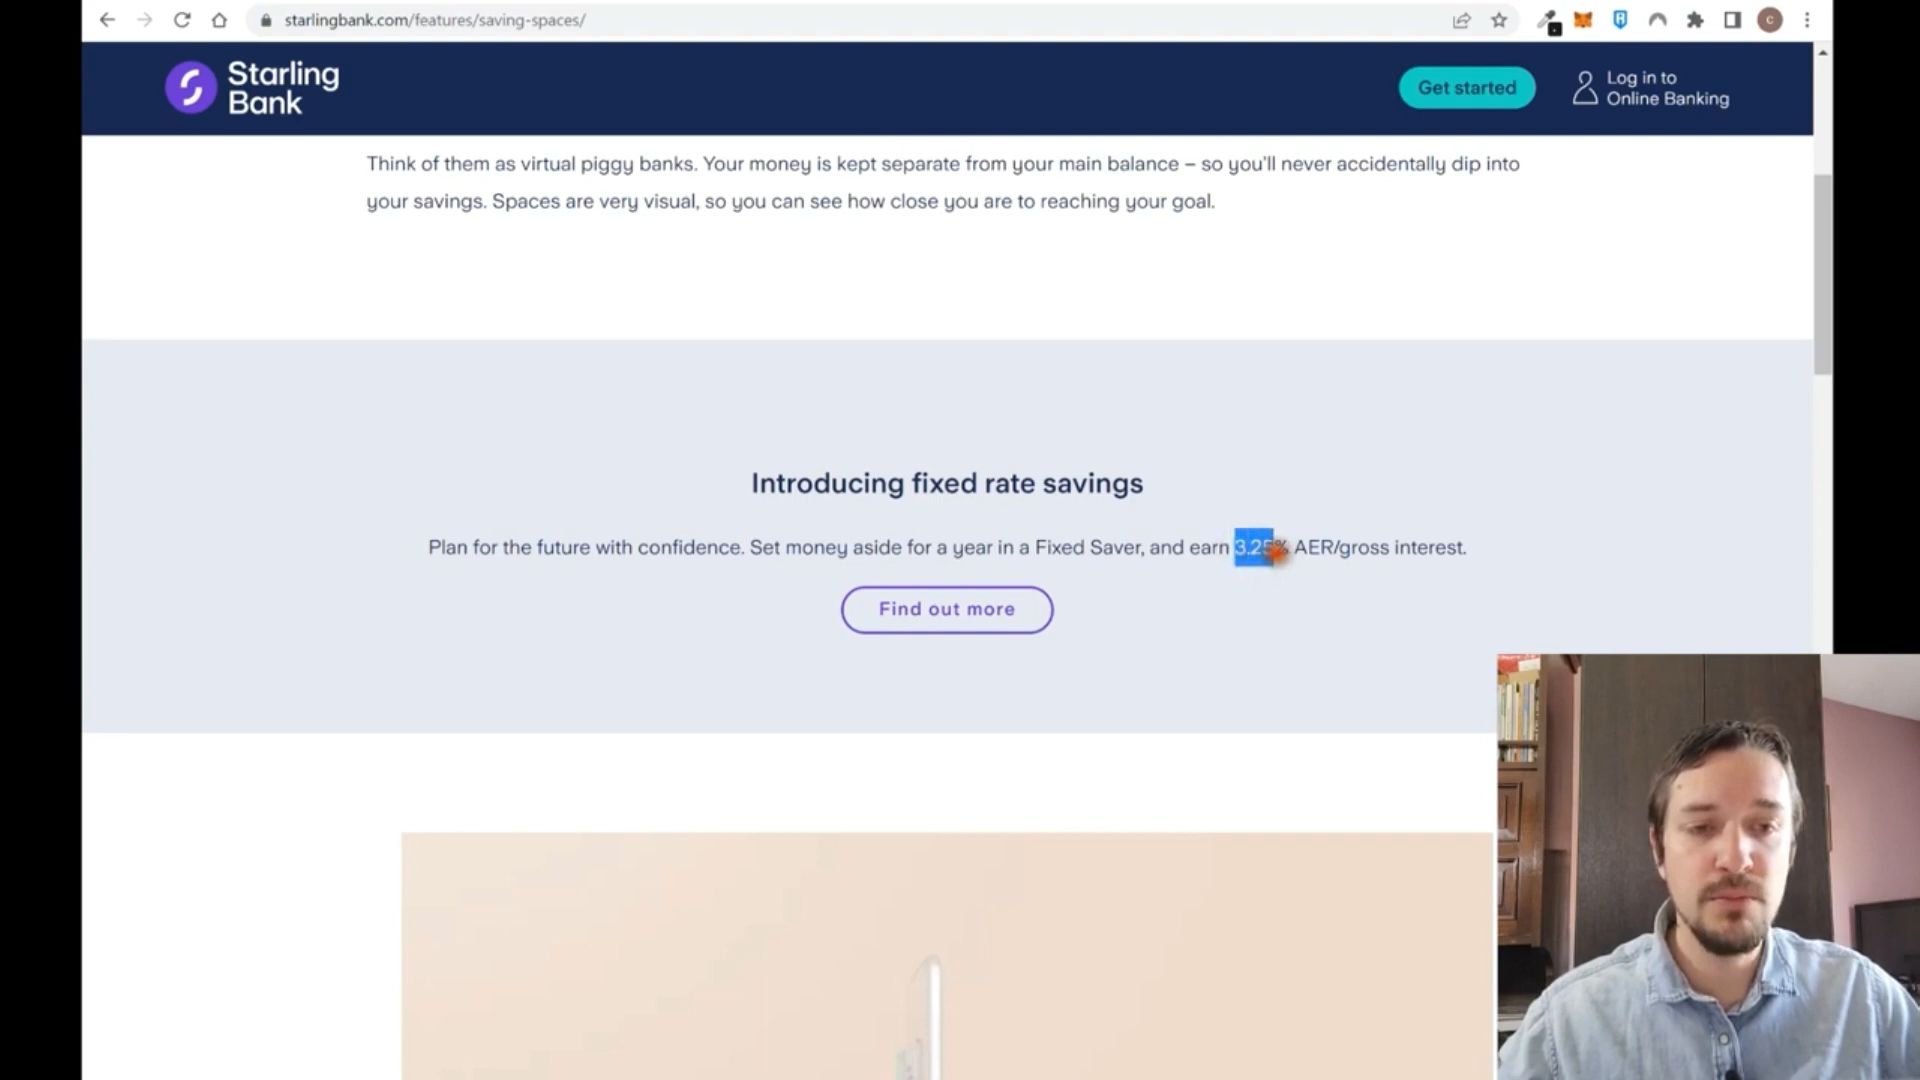 starlingbank.com/features/saving-spaces/
C
Starling
Bank
Get started
Log in to
Online Banking
Think of them as virtual piggy banks. Your money is kept separate from your main balance – so you'll never accidentally dip into
your savings. Spaces are very visual, so you can see how close you are to reaching your goal.
Introducing fixed rate savings
Plan for the future with confidence. Set money aside for a year in a Fixed Saver, and earn 3.25% AER/gross interest.
Find out more